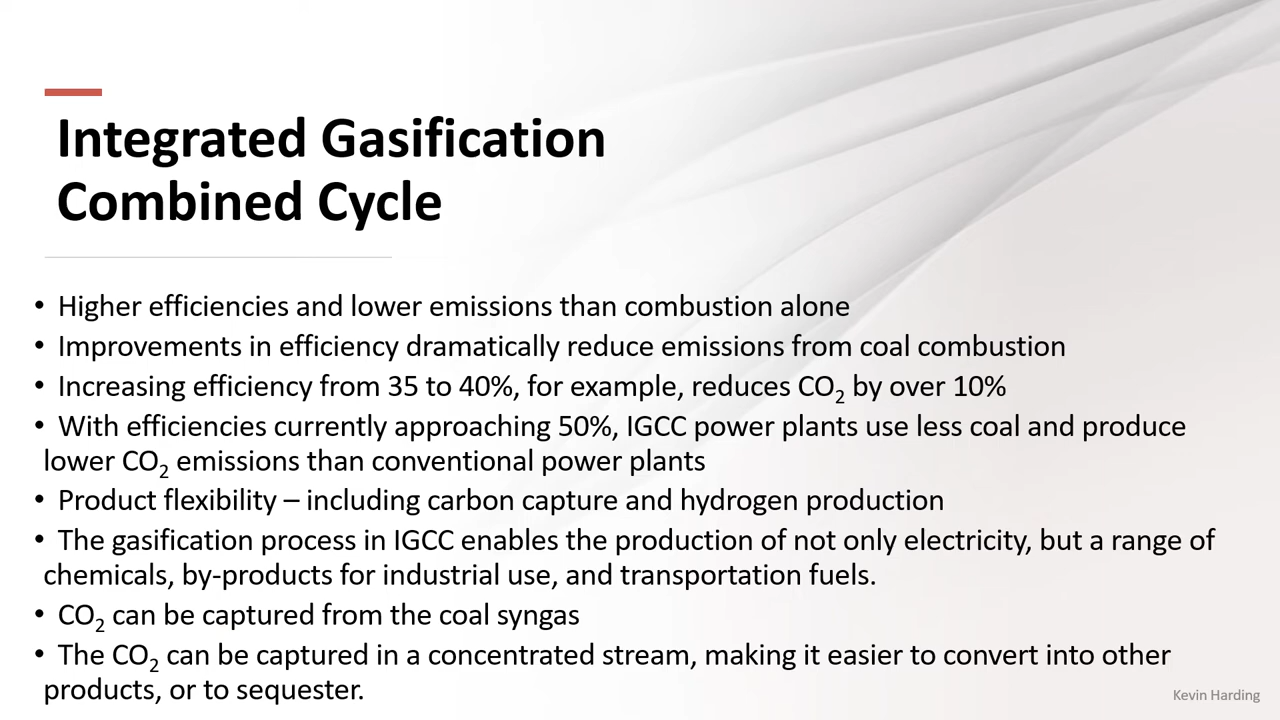 Integrated Gasification
Combined Cycle
• Higher efficiencies and lower emissions than combustion alone
• Improvements in efficiency dramatically reduce emissions from coal combustion
• Increasing efficiency from 35 to 40%, for example, reduces CO₂ by over 10%
• With efficiencies currently approaching 50%, IGCC power plants use less coal and produce
lower CO₂ emissions than conventional power plants
• Product flexibility – including carbon capture and hydrogen production
• The gasification process in IGCC enables the production of not only electricity, but a range of
chemicals, by-products for industrial use, and transportation fuels.
• CO₂ can be captured from the coal syngas
• The CO₂ can be captured in a concentrated stream, making it easier to convert into other
products, or to sequester.
Kevin Harding